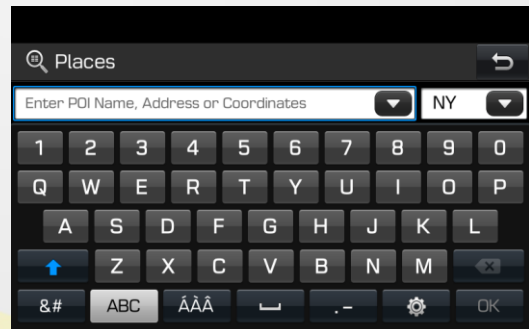 Places
Enter POI Name, Address or Coordinates NY
1 2 3 4 5 6 7 8 9 0
Q W E R T Y U I O P
A S D F G H J K L
Z X C V B N M
&# ABC ÁÀÂ .- OK